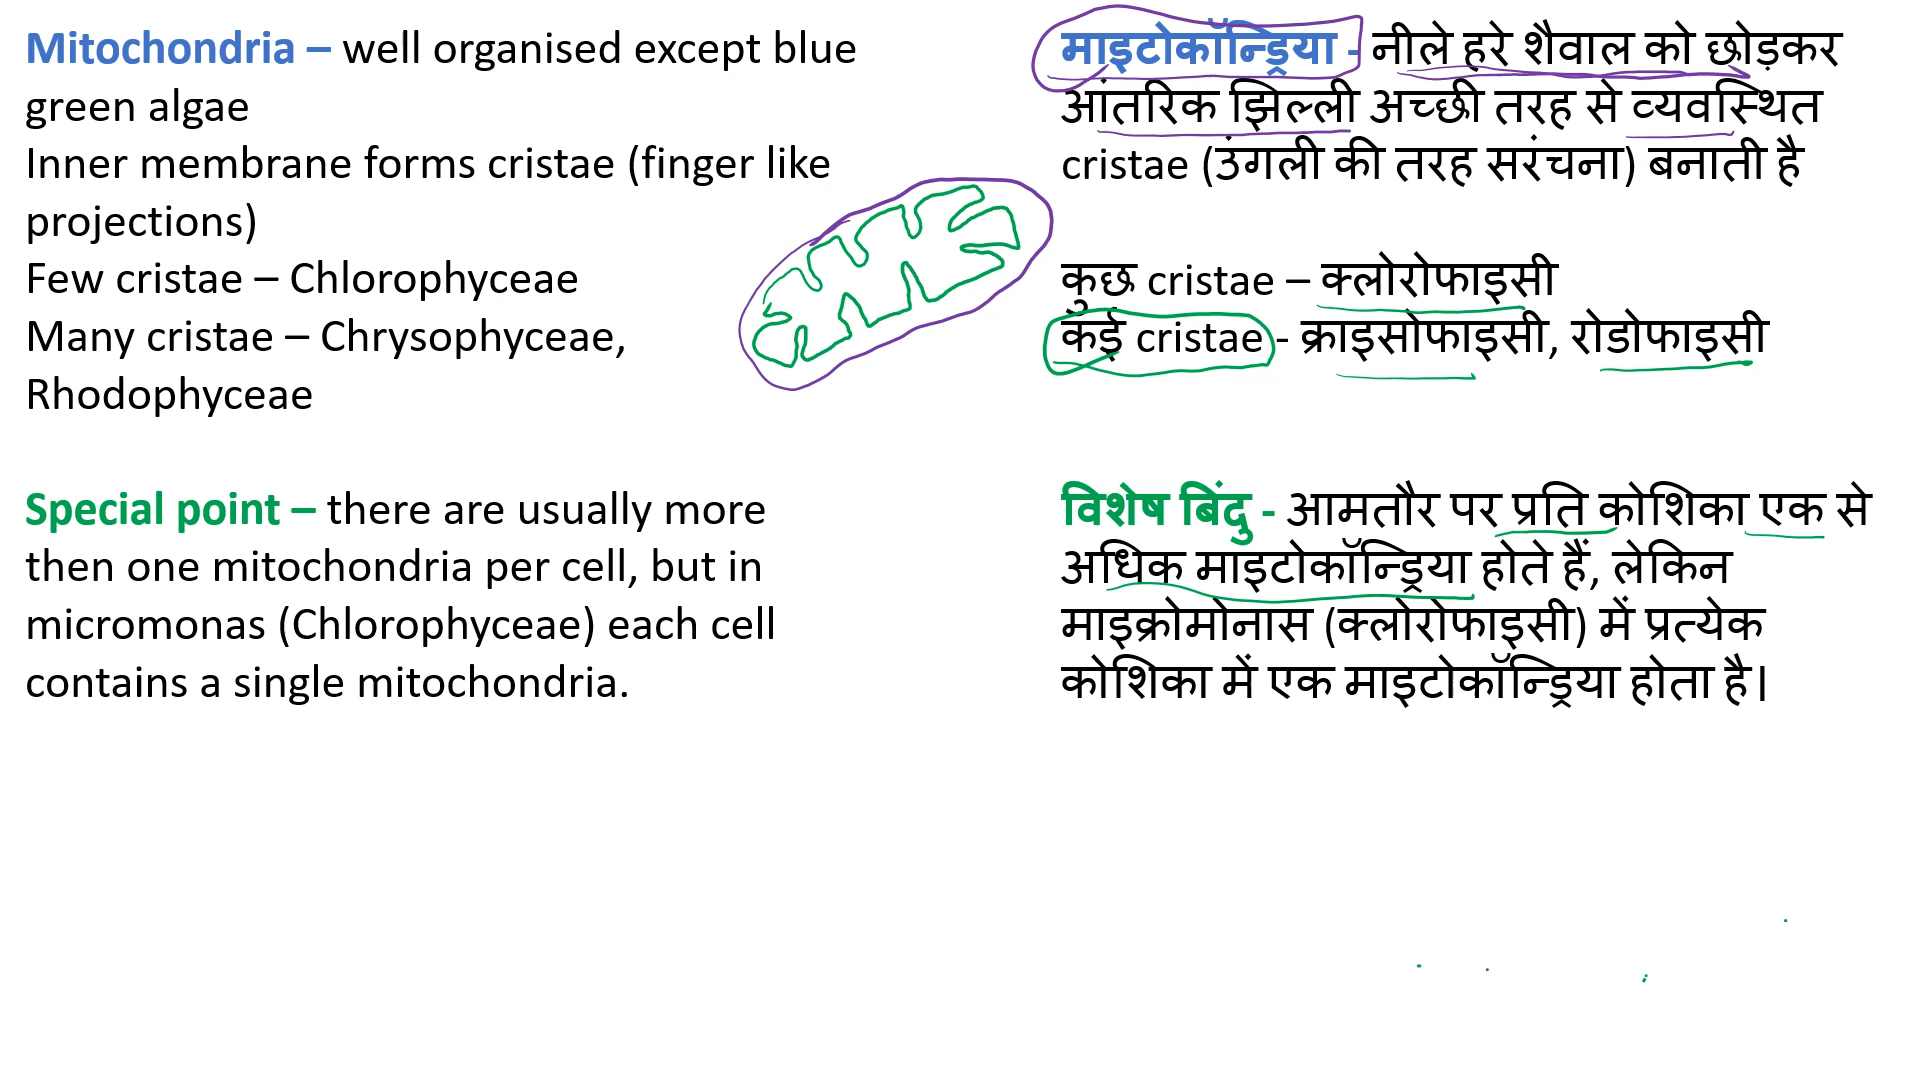 Mitochondria – well organised except blue
green algae
Inner membrane forms cristae (finger like
projections)
Few cristae – Chlorophyceae
Many cristae – Chrysophyceae,
Rhodophyceae
Special point – there are usually more
then one mitochondria per cell, but in
micromonas (Chlorophyceae) each cell
contains a single mitochondria.
माइटोकॉन्ड्रिया - नीले हरे शैवाल को छोड़कर
आंतरिक झिल्ली अच्छी तरह से व्यवस्थित
cristae (उंगली की तरह सरंचना) बनाती है
कुछ cristae – क्लोरोफाइसी
कई cristae - क्राइसोफाइसी, रोडोफाइसी
विशेष बिंदु - आमतौर पर प्रति कोशिका एक से
अधिक माइटोकॉन्ड्रिया होते हैं, लेकिन
माइक्रोमोनास (क्लोरोफाइसी) में प्रत्येक
कोशिका में एक माइटोकॉन्ड्रिया होता है।